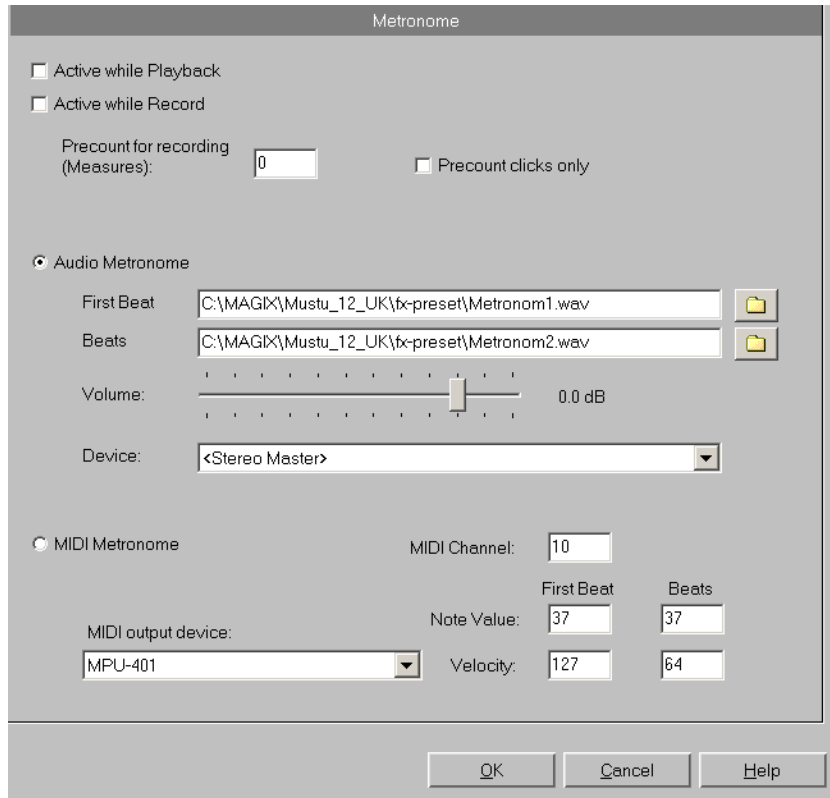 Metronome
Active while Playback
Active while Record
Precount for recording
(Measures):
0
Precount clicks only
Audio Metronome
First Beat
C:\MAGIX\Mustu_12_UK\fx-preset\Metronom1.wav
Beats
C:\MAGIX\Mustu_12_UK\fx-preset\Metronom2.wav
Volume:
0.0 dB
Device:
<Stereo Master>
MIDI Metronome
MIDI Channel:
10
First Beat
Beats
Note Value:
37
37
MIDI output device:
MPU-401
Velocity:
127
64
OK
Cancel
Help